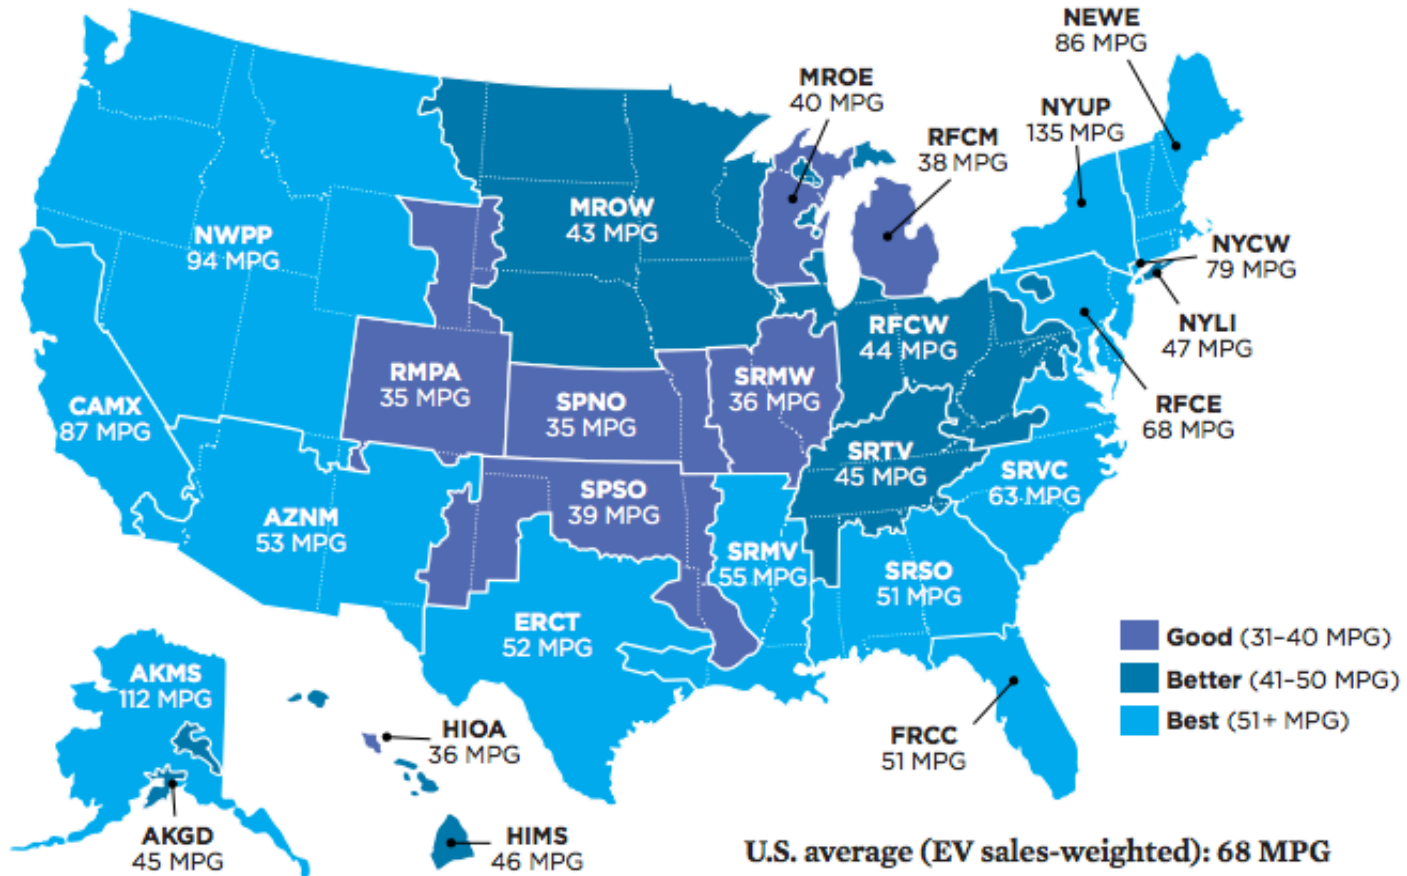 NEWE
86 MPG
MROE
40 MPG
NYUP
135 MPG
RFCM
38 MPG
MROW
43 MPG
NWPP
94 MPG
NYCW
79 MPG
RFCW
44 MPG
NYLI
47 MPG
RMPA
35 MPG
SRMW
36 MPG
SPNO
35 MPG
CAMX
87 MPG
RFCE
68 MPG
SRTV
45 MPG
SRVC
63 MPG
SPSO
39 MPG
AZNM
53 MPG
SRMV
55 MPG
SRSO
51 MPG
ERCT
52 MPG
Good (31–40 MPG)
Better (41–50 MPG)
Best (51+ MPG)
AKMS
112 MPG
HIOA
36 MPG
FRCC
51 MPG
AKGD
45 MPG
HIMS
46 MPG
U.S. average (EV sales-weighted): 68 MPG